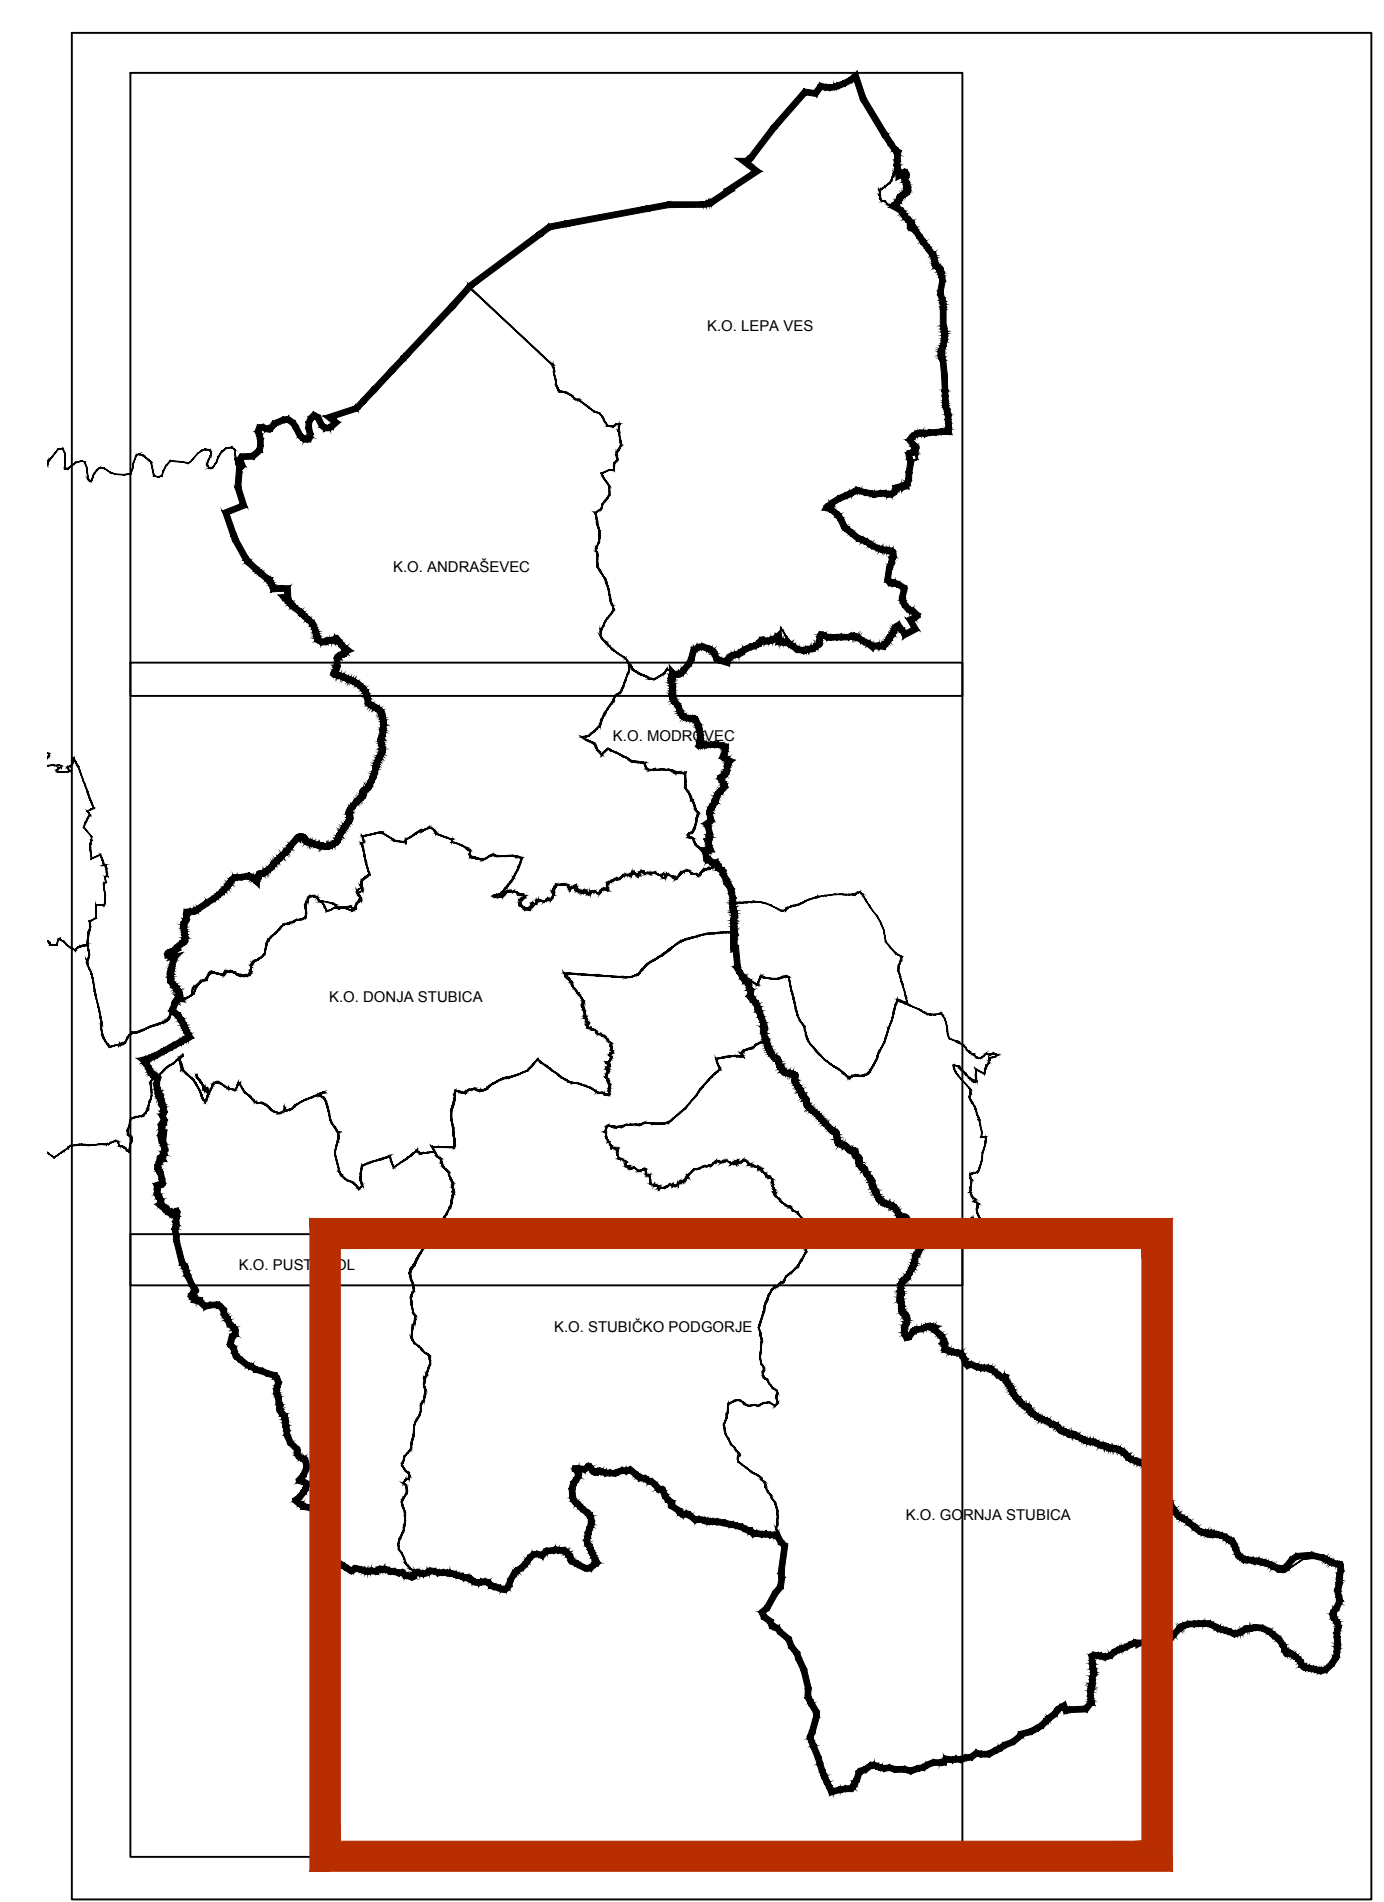 K.O. LEPA VES
K.O. ANDRAŠEVEC
K.O. MODROVEC
K.O. DONJA STUBICA
K.O.
K.O. STUBIČKO PODGORJE
K.O. GORNJA STUBICA